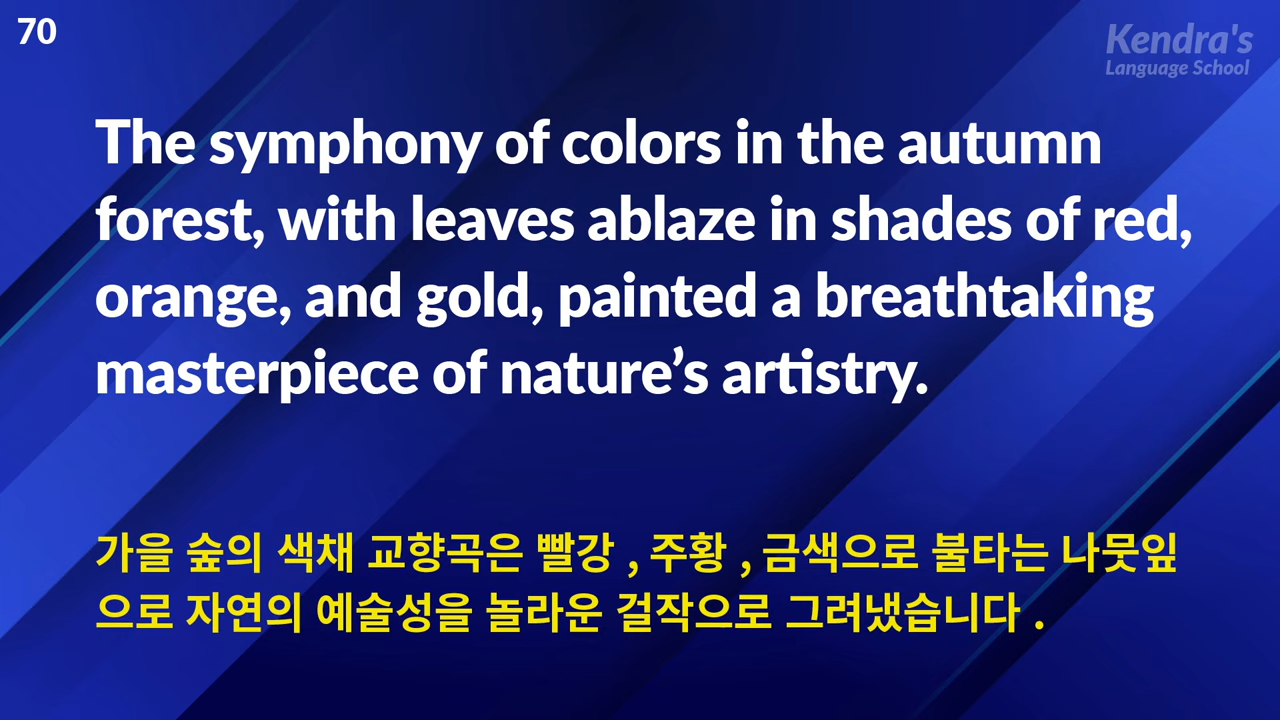 70
Kendra's
Language School
The symphony of colors in the autumn
forest, with leaves ablaze in shades of red,
orange, and gold, painted a breathtaking
masterpiece of nature’s artistry.
가을 숲의 색채 교향곡은 빨강 , 주황 , 금색으로 불타는 나뭇잎
으로 자연의 예술성을 놀라운 걸작으로 그려냈습니다 .